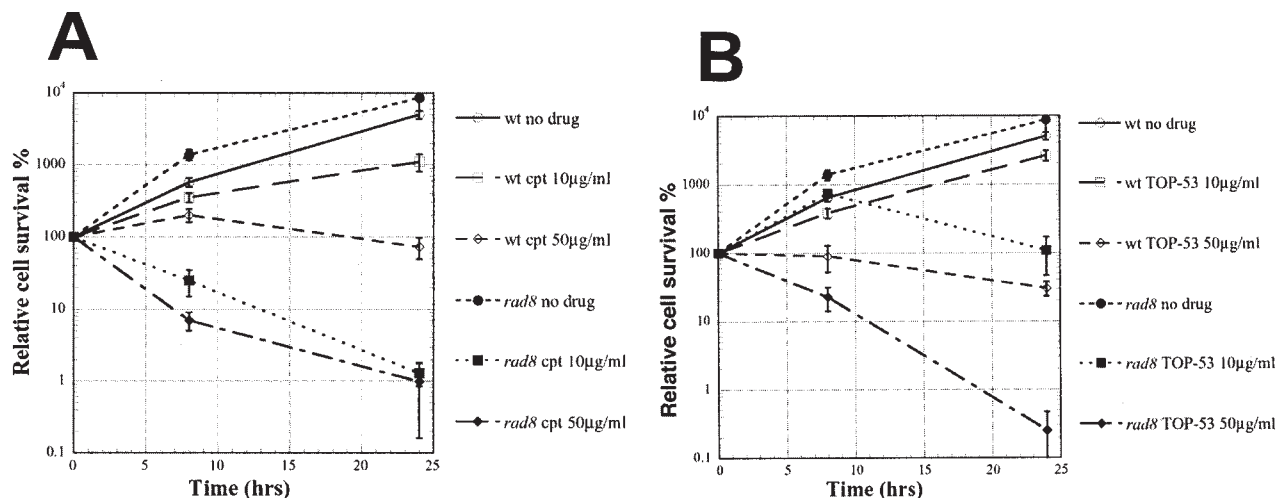 A
Relative cell survival %
10⁴
1000
100
10
1
0.1
0 5 10 15 20 25
Time (hrs)
wt no drug
wt cpt 10µg/ml
wt cpt 50µg/ml
rad8 no drug
rad8 cpt 10µg/ml
rad8 cpt 50µg/ml
B
Relative cell survival %
10⁴
1000
100
10
1
0.1
0 5 10 15 20 25
Time (hrs)
wt no drug
wt TOP-53 10µg/ml
wt TOP-53 50µg/ml
rad8 no drug
rad8 TOP-53 10µg/ml
rad8 TOP-53 50µg/ml